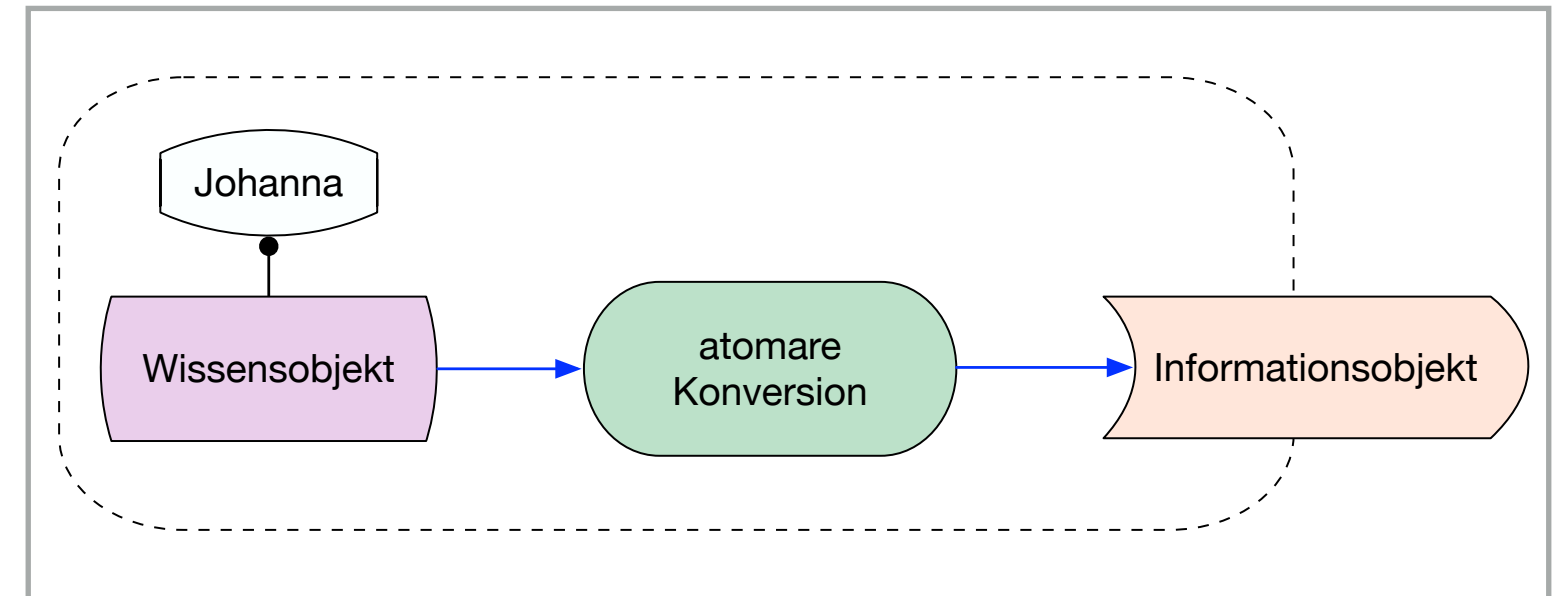 Johanna
Wissensobjekt
atomare
Konversion
Informationsobjekt